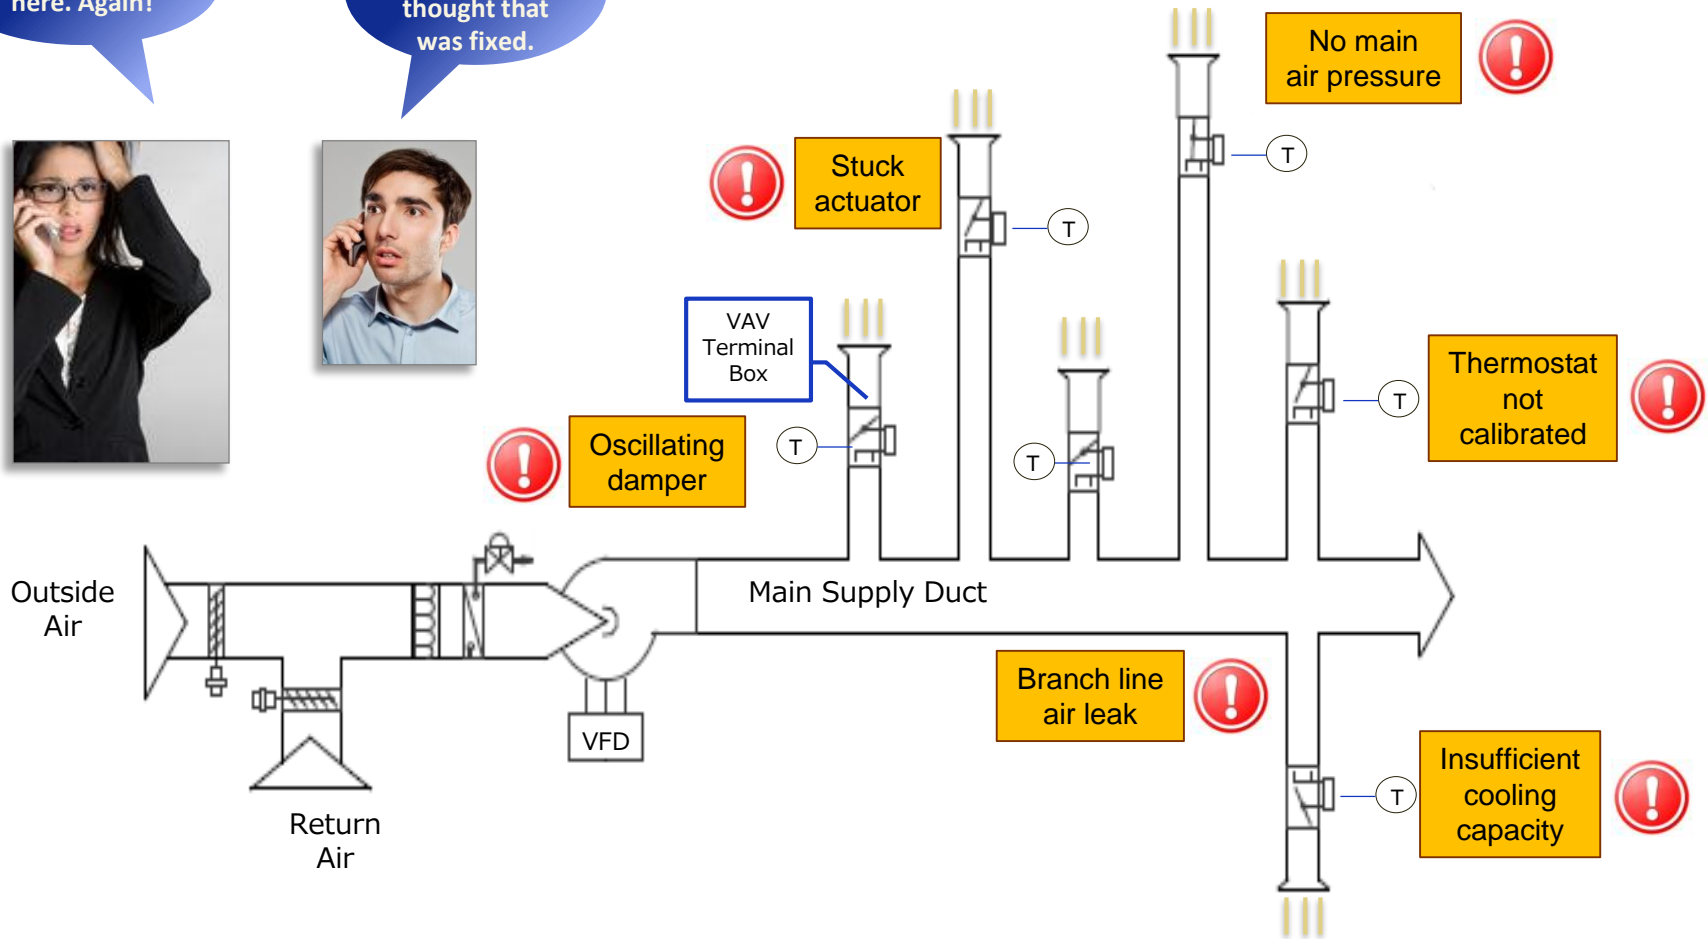 here. Again!
thought that
was fixed.
No main
air pressure
T
Stuck
actuator
T
VAV
Terminal
Box
T
Oscillating
damper
T
T
Thermostat
not
calibrated
Outside
Air
Main Supply Duct
VFD
Branch line
air leak
T
Insufficient
cooling
capacity
Return
Air